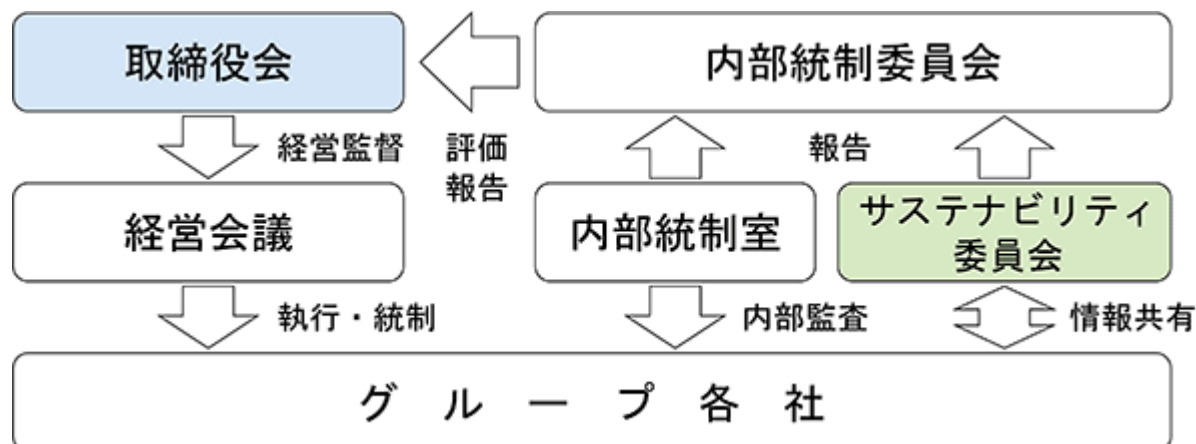 取締役会
内部統制委員会
経営監督
評価
報告
報告
経営会議
内部統制室
サステナビリティ
委員会
執行・統制
内部監査
情報共有
グループ各社